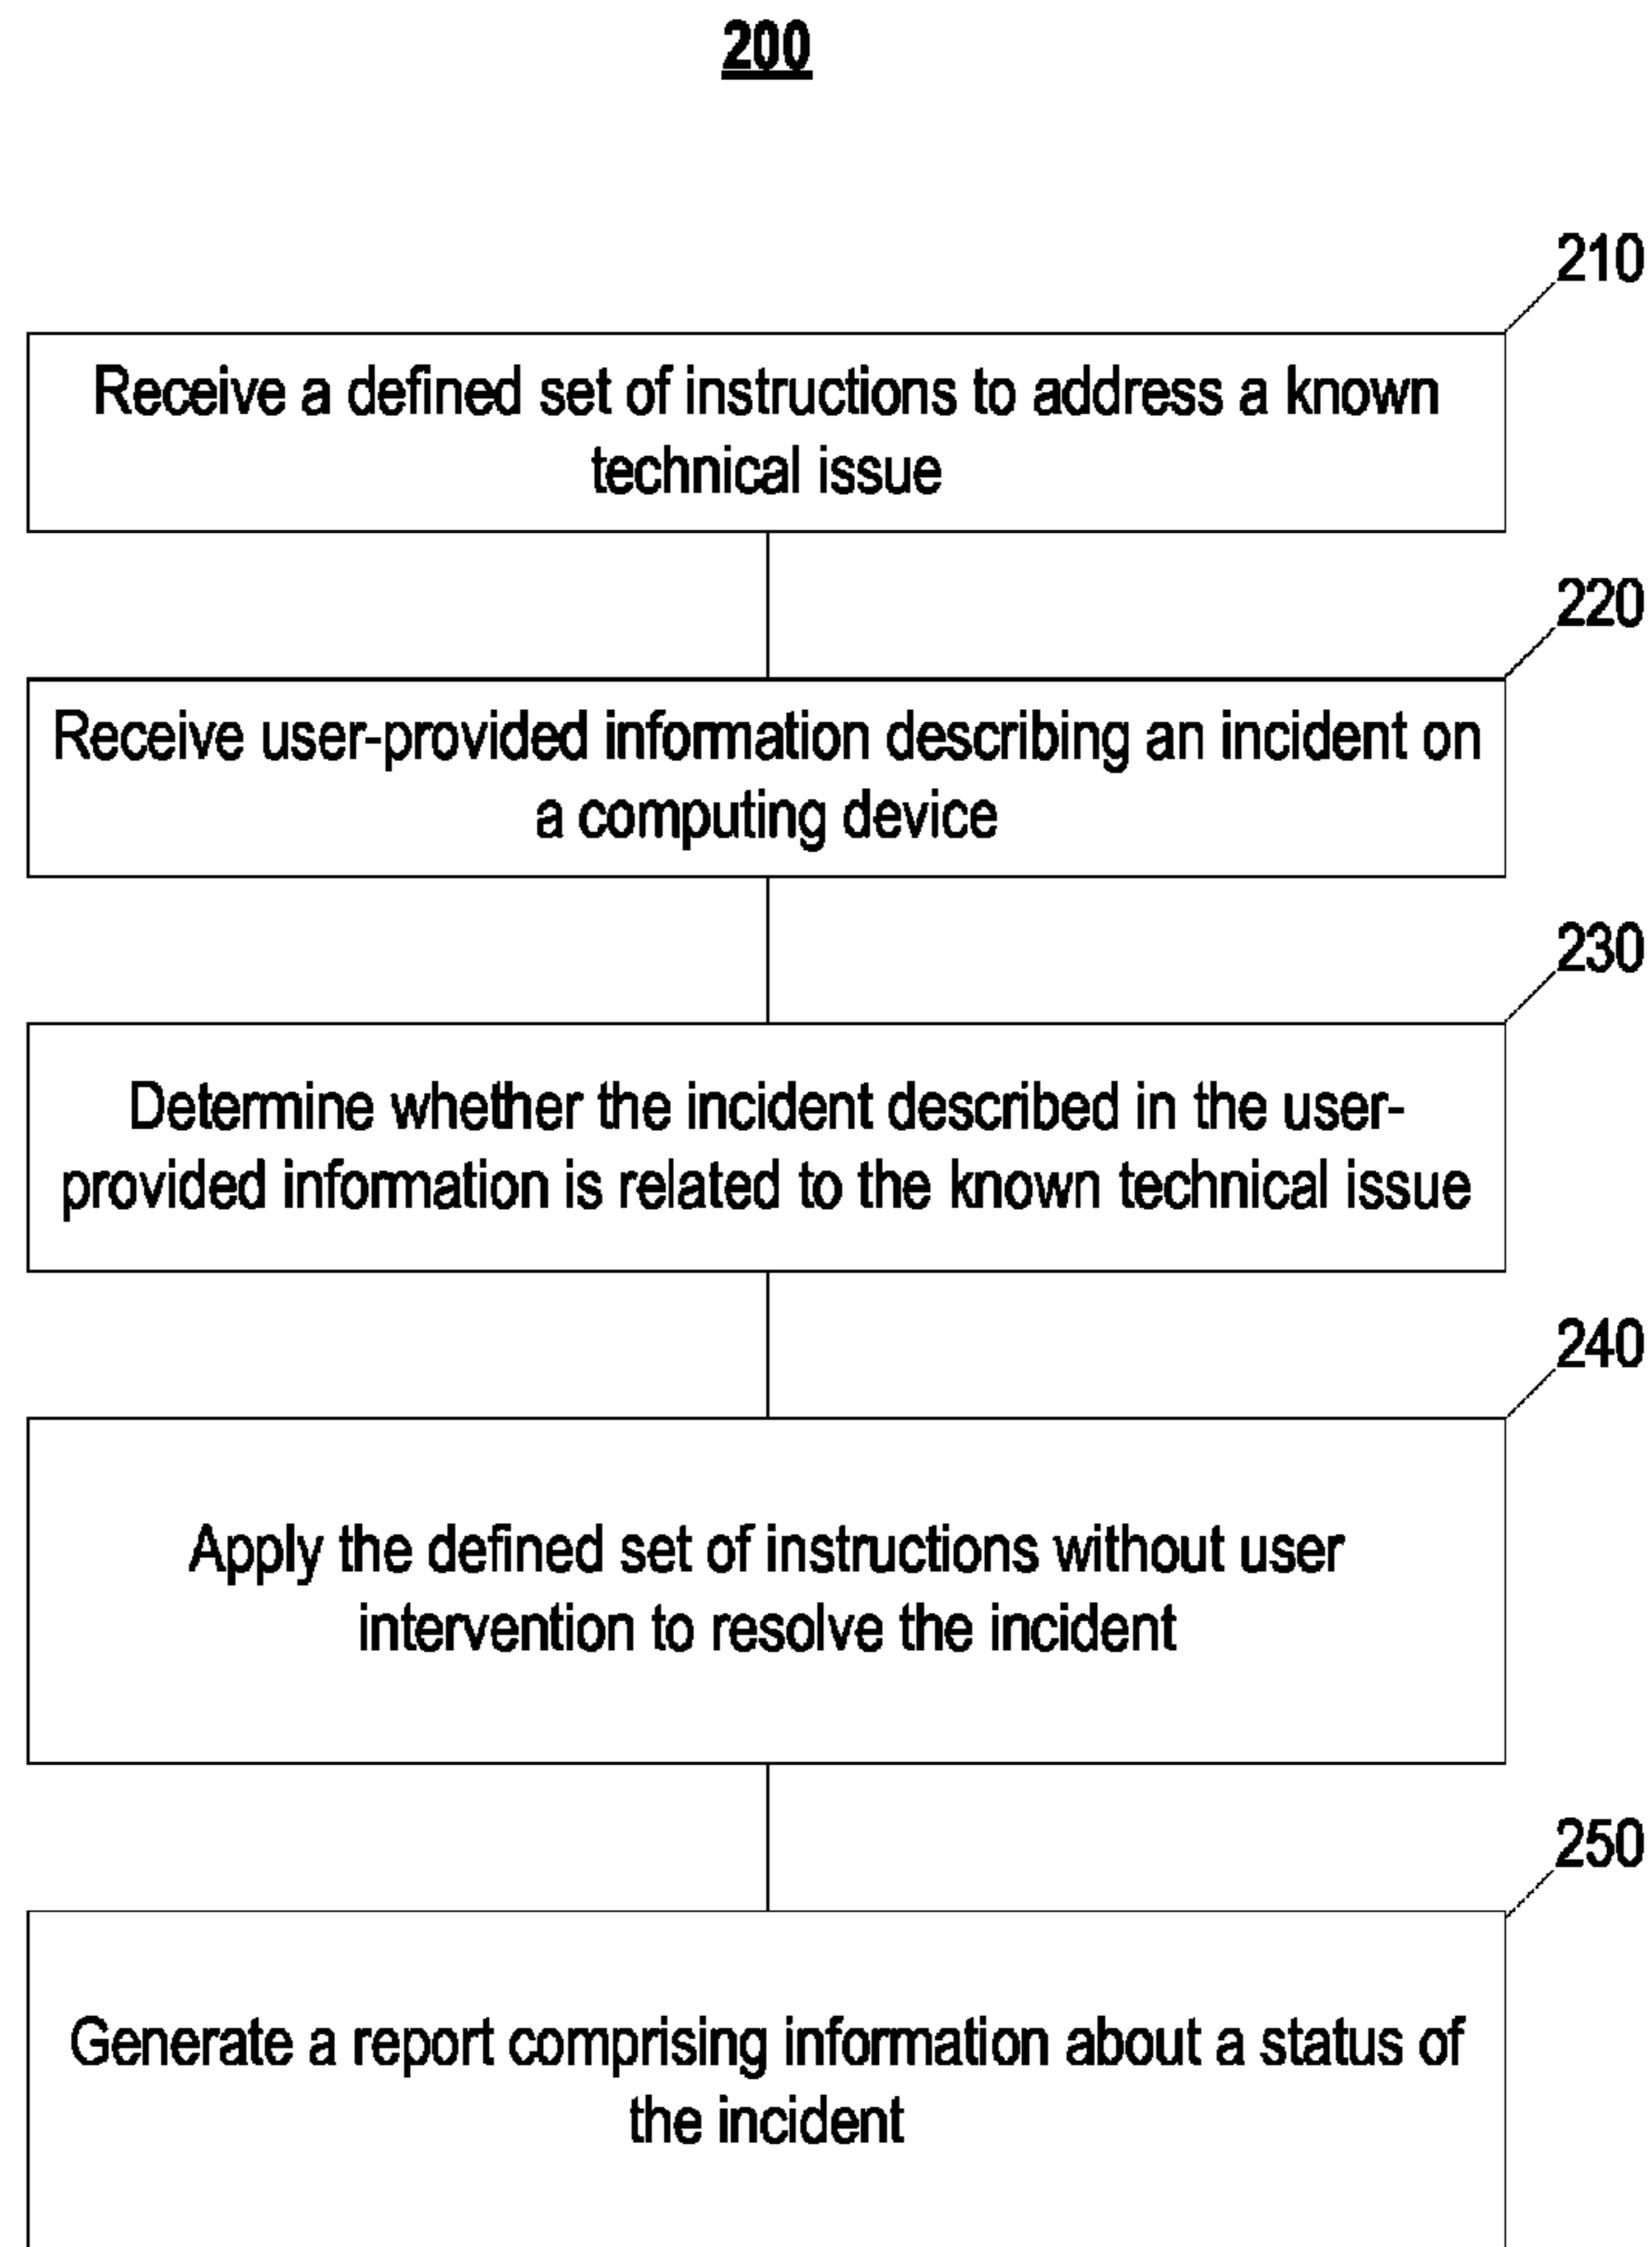 200
210
Receive a defined set of instructions to address a known
technical issue
220
Receive user-provided information describing an incident on
a computing device
230
Determine whether the incident described in the user-
provided information is related to the known technical issue
240
Apply the defined set of instructions without user
intervention to resolve the incident
250
Generate a report comprising information about a status of
the incident